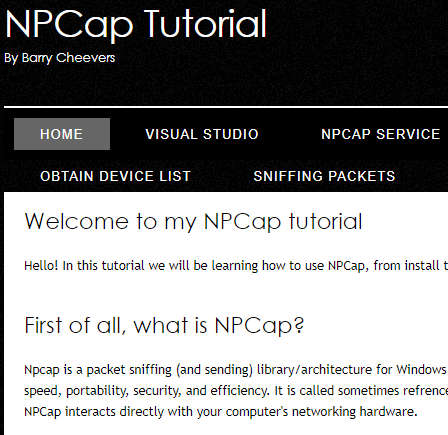 NPCap Tutorial
By Barry Cheevers
HOME VISUAL STUDIO NPCAP SERVICE
OBTAIN DEVICE LIST SNIFFING PACKETS
Welcome to my NPCap tutorial
Hello! In this tutorial we will be learning how to use NPCap, from install t
First of all, what is NPCap?
Npcap is a packet sniffing (and sending) library/architecture for Windows
speed, portability, security, and efficiency. It is called sometimes refrence
NPCap interacts directly with your computer's networking hardware.